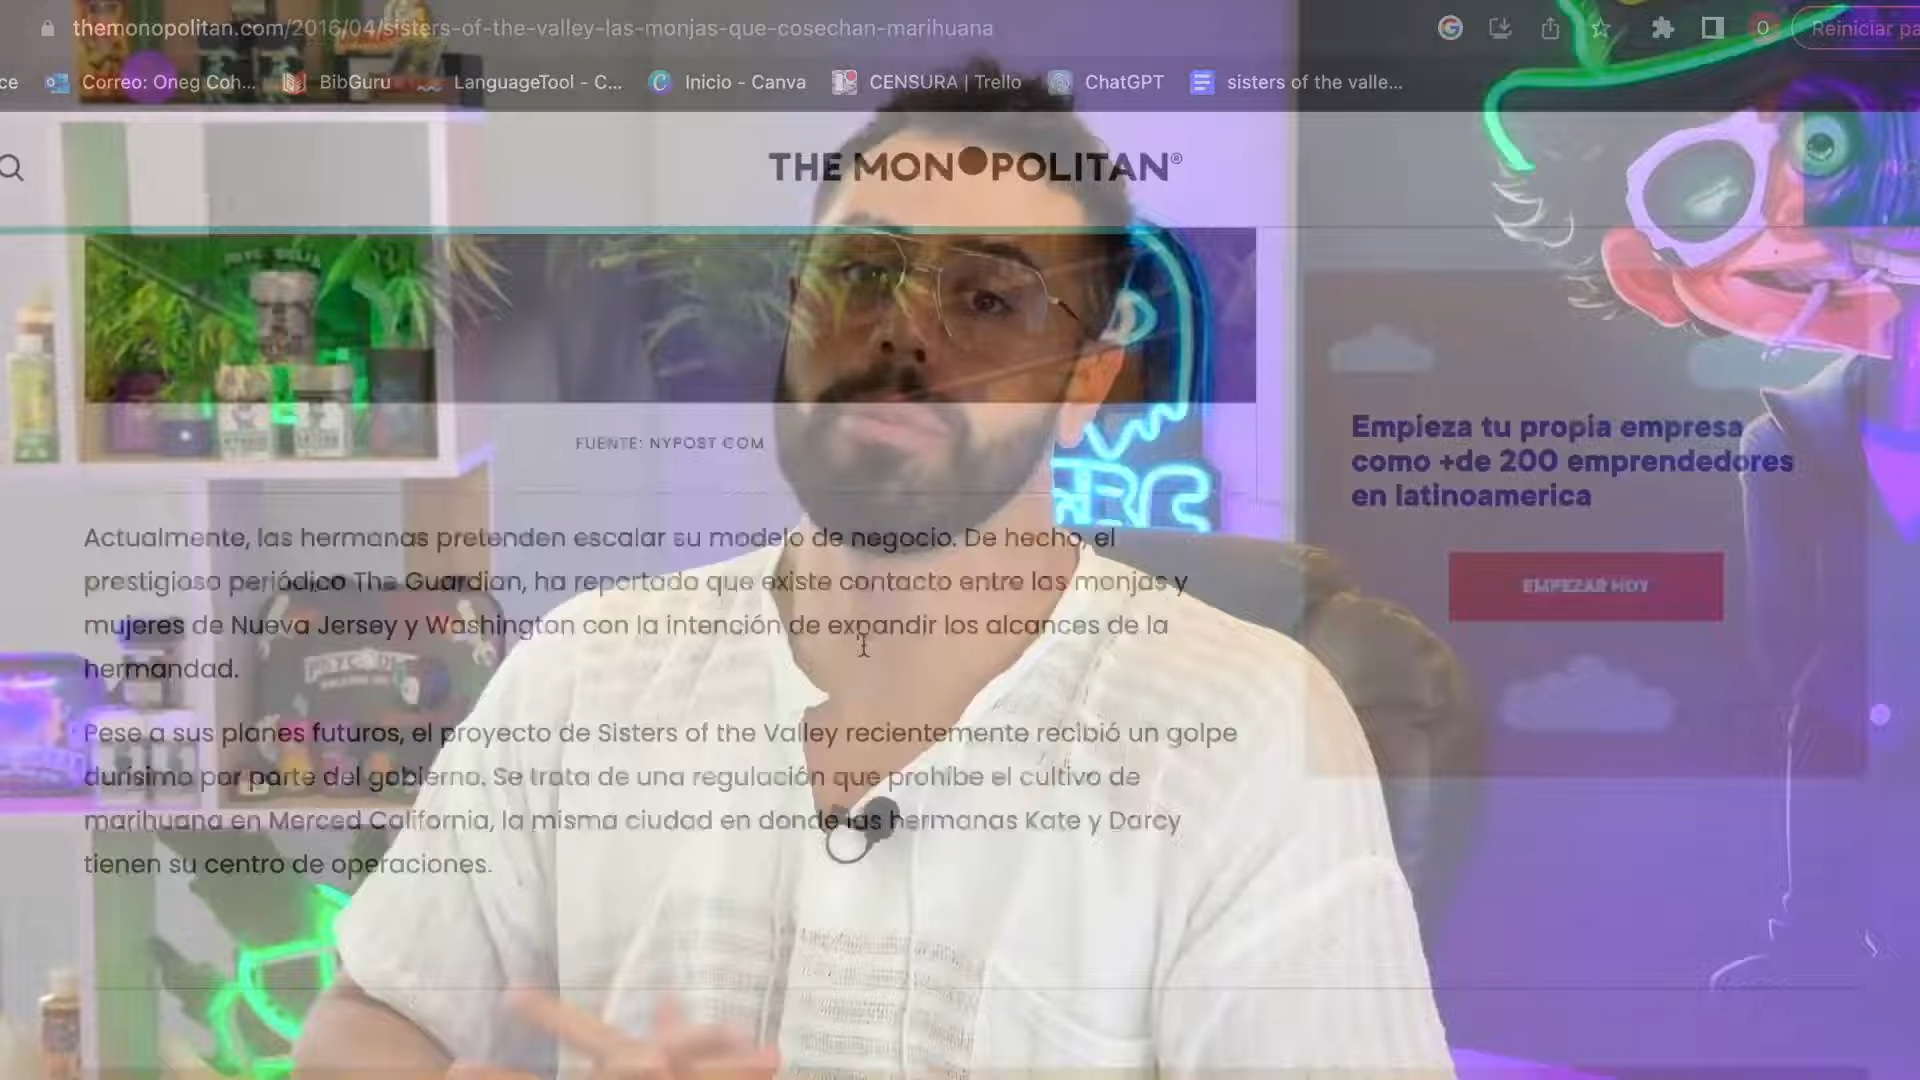 themonopolitan.com/2016/04/sisters-of-the-valley-las-monjas-que-cosechan-marihuana
Reiniciar pa
ce Correo: Oneg Coh... BibGuru LanguageTool - C... Inicio - Canva CENSURA | Trello ChatGPT sisters of the valle...
THE MONOPOLITAN®
FUENTE: NYPOST.COM
Empieza tu propia empresa
como +de 200 emprendedores
en latinoamerica
EMPEZAR HOY
Actualmente, las hermanas pretenden escalar su modelo de negocio. De hecho, el
prestigioso periódico The Guardian, ha reportado que existe contacto entre las monjas y
mujeres de Nueva Jersey y Washington con la intención de expandir los alcances de la
hermandad.
Pese a sus planes futuros, el proyecto de Sisters of the Valley recientemente recibió un golpe
durísimo por parte del gobierno. Se trata de una regulación que prohíbe el cultivo de
marihuana en Merced California, la misma ciudad en donde las hermanas Kate y Darcy
tienen su centro de operaciones.